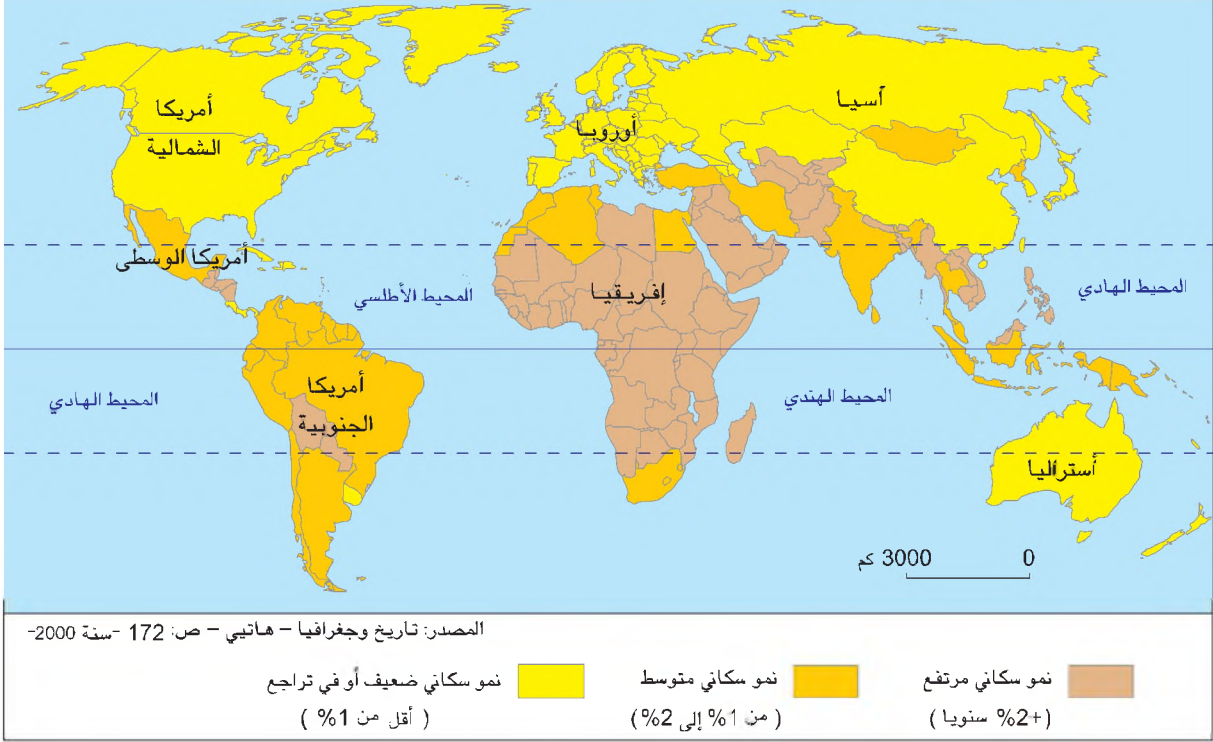 أمريكا
الشمالية
أوروبا
آسيا
أمريكا الوسطى
المحيط الأطلسي
إفريقيا
المحيط الهادي
أمريكا
الجنوبية
المحيط الهادي
المحيط الهندي
أستراليا
3000 كم 0
المصدر: تاريخ وجغرافيا – هاتيي – ص: 172 -سنة 2000-
نمو سكاني مرتفع
(+2% سنويا)
نمو سكاني متوسط
(من 1% إلى 2%)
نمو سكاني ضعيف أو في تراجع
(أقل من 1%)